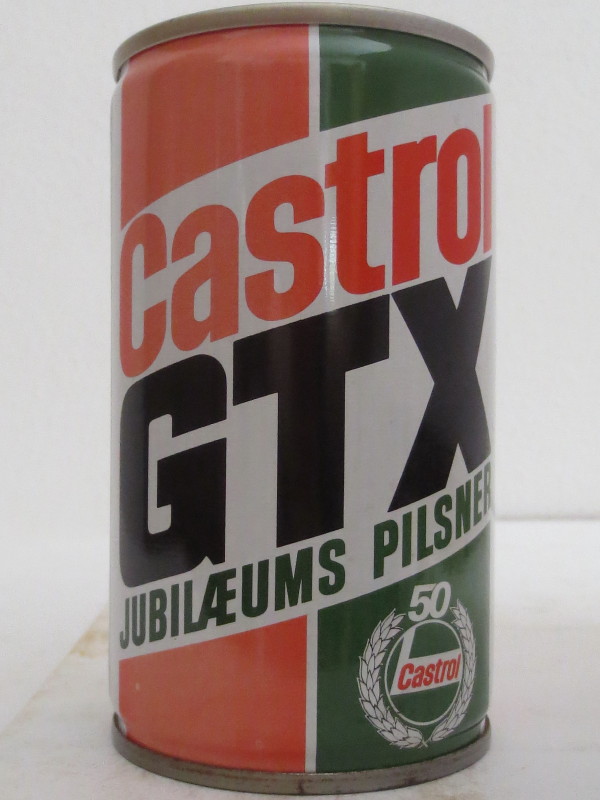 Castrol
GTX
JUBILÆUMS PILSNER
50
Castrol